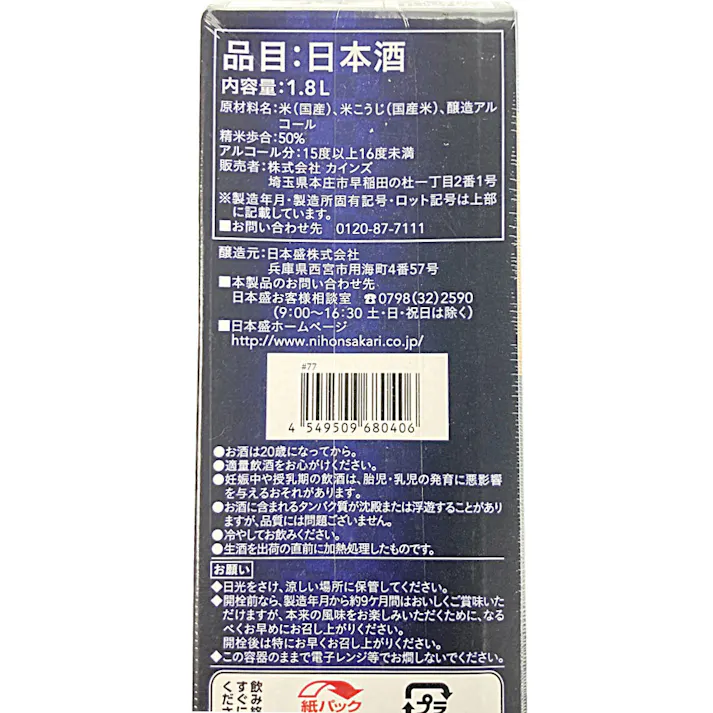 品目:日本酒
内容量:1.8L
原材料名:米(国産)、米こうじ(国産米)、醸造アル
コール
精米歩合:50%
アルコール分:15度以上16度未満
販売者:株式会社 カインズ
埼玉県本庄市早稲田の杜一丁目2番1号
※製造年月・製造所固有記号・ロット記号は上部
に記載しています。
■お問い合わせ先 0120-87-7111
醸造元:日本盛株式会社
兵庫県西宮市用海町4番57号
■本製品のお問い合わせ先
日本盛お客様相談室 ☎0798(32)2590
(9:00〜16:30 土・日・祝日は除く)
■日本盛ホームページ
http://www.nihonsakari.co.jp/
#77
4 549509 680406
●お酒は20歳になってから。
●適量飲酒をお心がけください。
●妊娠中や授乳期の飲酒は、胎児・乳児の発育に悪影響
を与えるおそれがあります。
●お酒に含まれるタンパク質が沈殿または浮遊することがあり
ますが、品質には問題ございません。
●冷やしてお飲みください。
●生酒を出荷の直前に加熱処理したものです。
お願い
◆日光をさけ、涼しい場所に保管してください。
◆開栓前なら、製造年月から約9ケ月間はおいしくご賞味いた
だけますが、本来の風味をお楽しみいただくために、なる
べくお早めにお召し上がりください。
開栓後は特にお早くお召し上がりください。
◆この容器のままで電子レンジ等でお燗しないでください。
紙パック
プラ